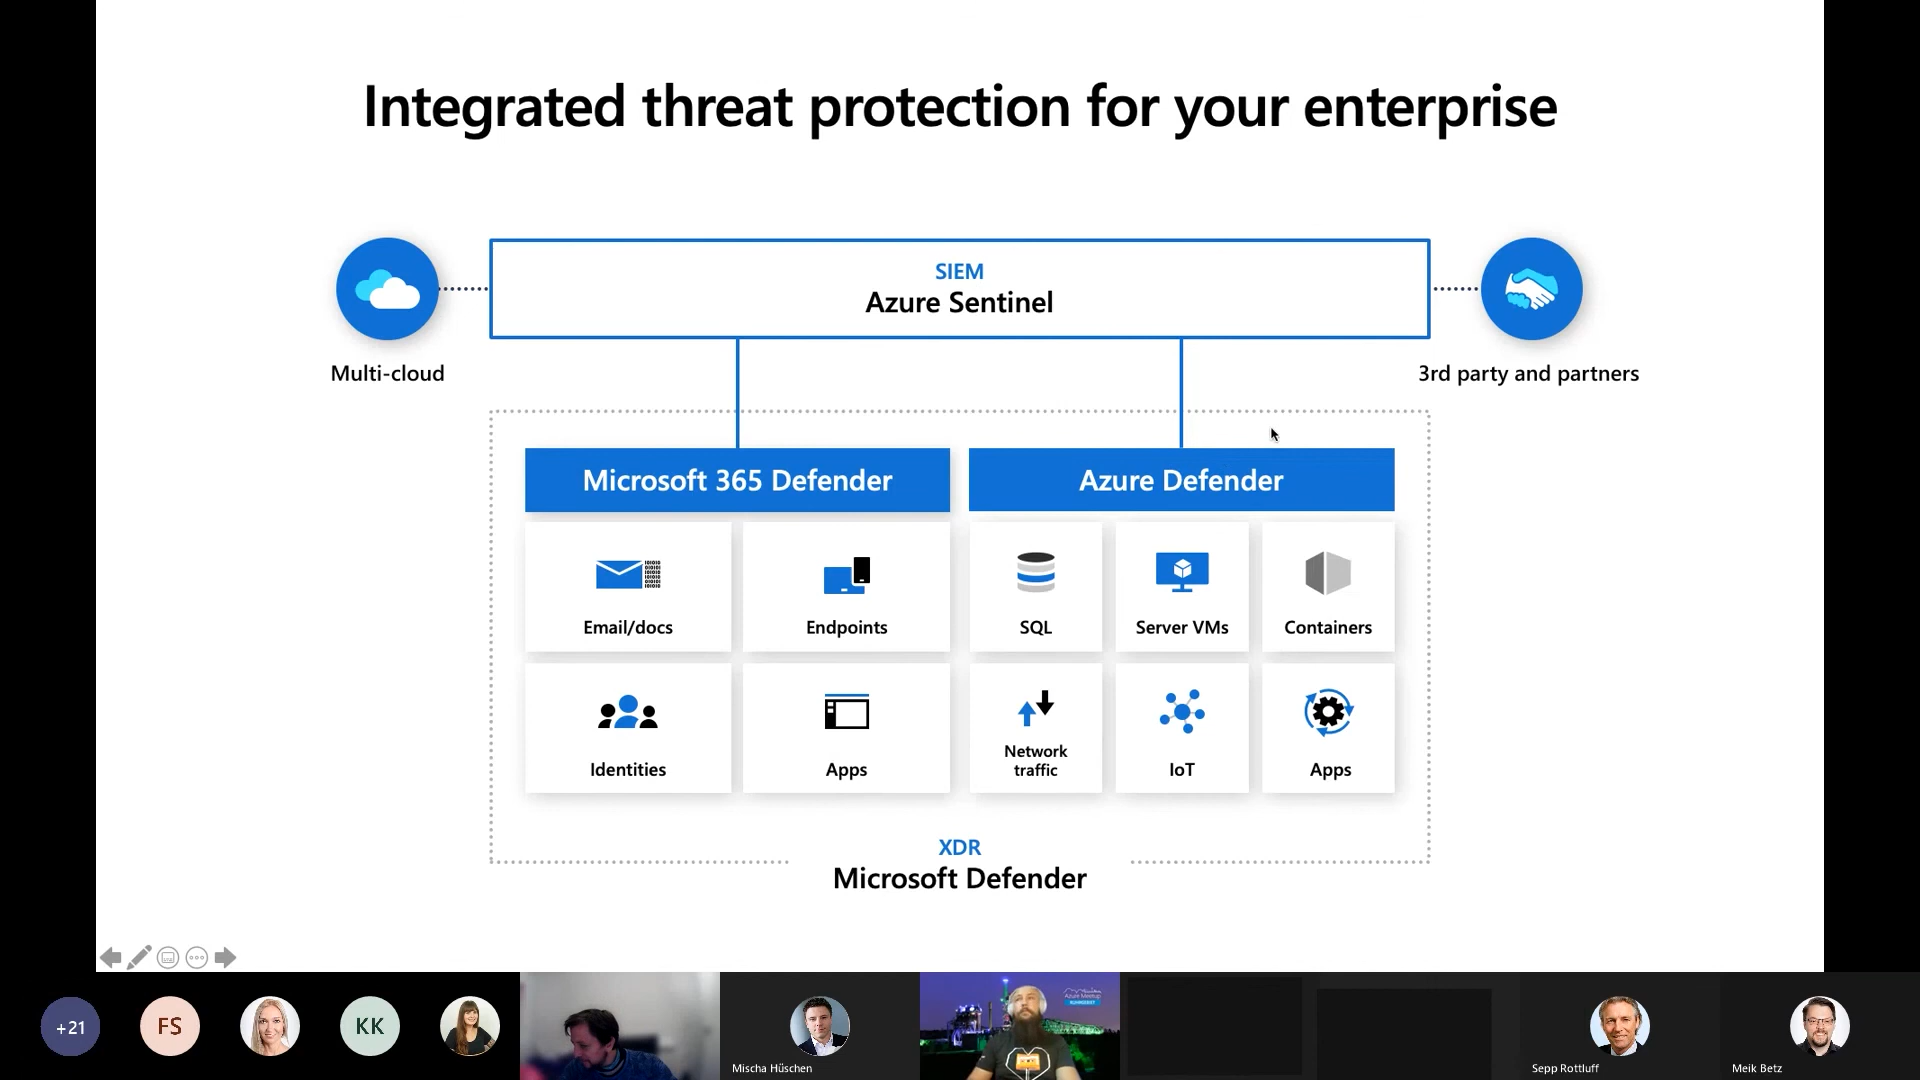 Integrated threat protection for your enterprise
SIEM
Azure Sentinel
Multi-cloud
3rd party and partners
Microsoft 365 Defender
Azure Defender
Email/docs
Endpoints
SQL
Server VMs
Containers
Identities
Apps
Network
traffic
IoT
Apps
XDR
Microsoft Defender
+21
FS
KK
Mischa Hüschen
Azure Meetup
Sepp Rottluff
Meik Betz